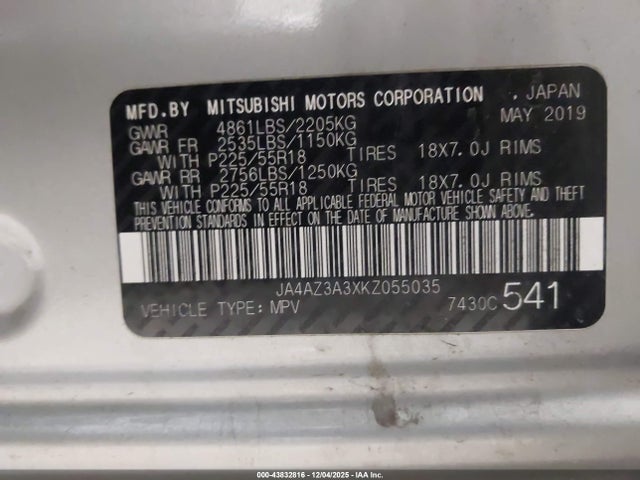 MFD.BY MITSUBISHI MOTORS CORPORATION , JAPAN
GVWR 4861LBS/2205KG MAY 2019
GAWR FR 2535LBS/1150KG
WITH P225/55R18 TIRES 18X7.0J RIMS
GAWR RR 2756LBS/1250KG
WITH P225/55R18 TIRES 18X7.0J RIMS
THIS VEHICLE CONFORMS TO ALL APPLICABLE FEDERAL MOTOR VEHICLE SAFETY AND THEFT
PREVENTION STANDARDS IN EFFECT ON THE DATE OF MANUFACTURE SHOWN ABOVE.
JA4AZ3A3XKZ055035
VEHICLE TYPE: MPV 7430C 541
000-43832816 - 12/04/2025 - IAA Inc.